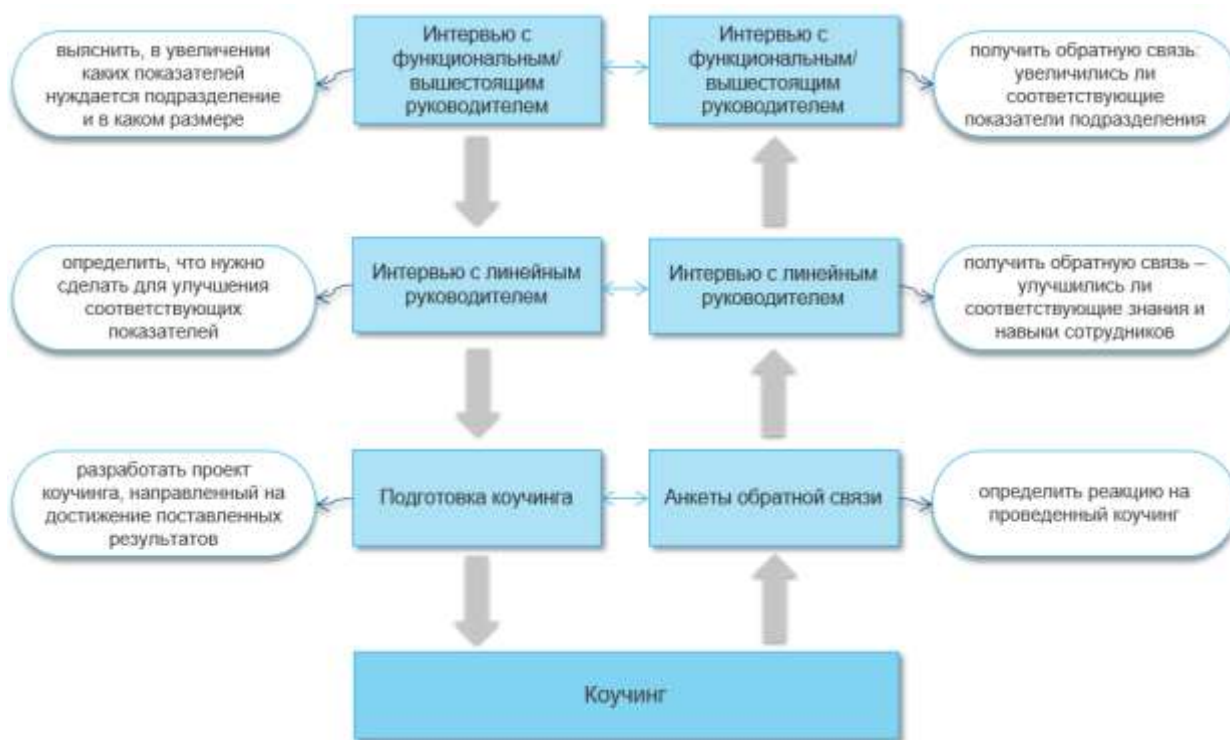 выяснить, в увеличении
каких показателей
нуждается подразделение
и в каком размере
Интервью с
функциональным/
вышестоящим
руководителем
Интервью с
функциональным/
вышестоящим
руководителем
получить обратную связь:
увеличились ли
соответствующие
показатели подразделения
определить, что нужно
сделать для улучшения
соответствующих
показателей
Интервью с линейным
руководителем
Интервью с линейным
руководителем
получить обратную связь –
улучшились ли
соответствующие знания и
навыки сотрудников
разработать проект
коучинга, направленный на
достижение поставленных
результатов
Подготовка коучинга
Анкеты обратной связи
определить реакцию на
проведенный коучинг
Коучинг